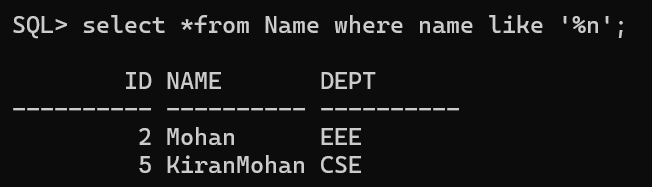 SQL> select *from Name where name like '%n';
        ID NAME       DEPT
---------- ---------- ----------
         2 Mohan      EEE
         5 KiranMohan CSE